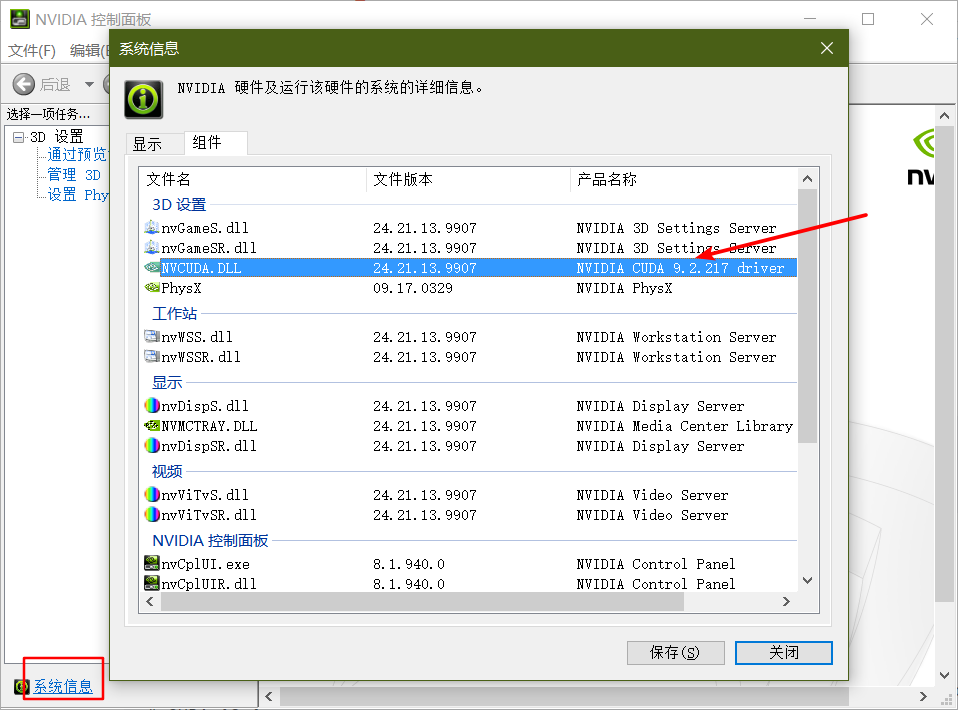 NVIDIA 控制面板
文件(F) 编辑(
后退
选择一项任务...
3D 设置
通过预览
管理 3D
设置 Phy
系统信息
系统信息
NVIDIA 硬件及运行该硬件的系统的详细信息。
显示 组件
文件名 文件版本 产品名称
3D 设置
nvGameS.dll 24.21.13.9907 NVIDIA 3D Settings Server
nvGameSR.dll 24.21.13.9907 NVIDIA 3D Settings Server
NVCUDA.DLL 24.21.13.9907 NVIDIA CUDA 9.2.217 driver
PhysX 09.17.0329 NVIDIA PhysX
工作站
nvWSS.dll 24.21.13.9907 NVIDIA Workstation Server
nvWSSR.dll 24.21.13.9907 NVIDIA Workstation Server
显示
nvDispS.dll 24.21.13.9907 NVIDIA Display Server
NVMCTRAY.DLL 24.21.13.9907 NVIDIA Media Center Library
nvDispSR.dll 24.21.13.9907 NVIDIA Display Server
视频
nvViTvS.dll 24.21.13.9907 NVIDIA Video Server
nvViTvSR.dll 24.21.13.9907 NVIDIA Video Server
NVIDIA 控制面板
nvCplUI.exe 8.1.940.0 NVIDIA Control Panel
nvCplUIR.dll 8.1.940.0 NVIDIA Control Panel
保存(S) 关闭